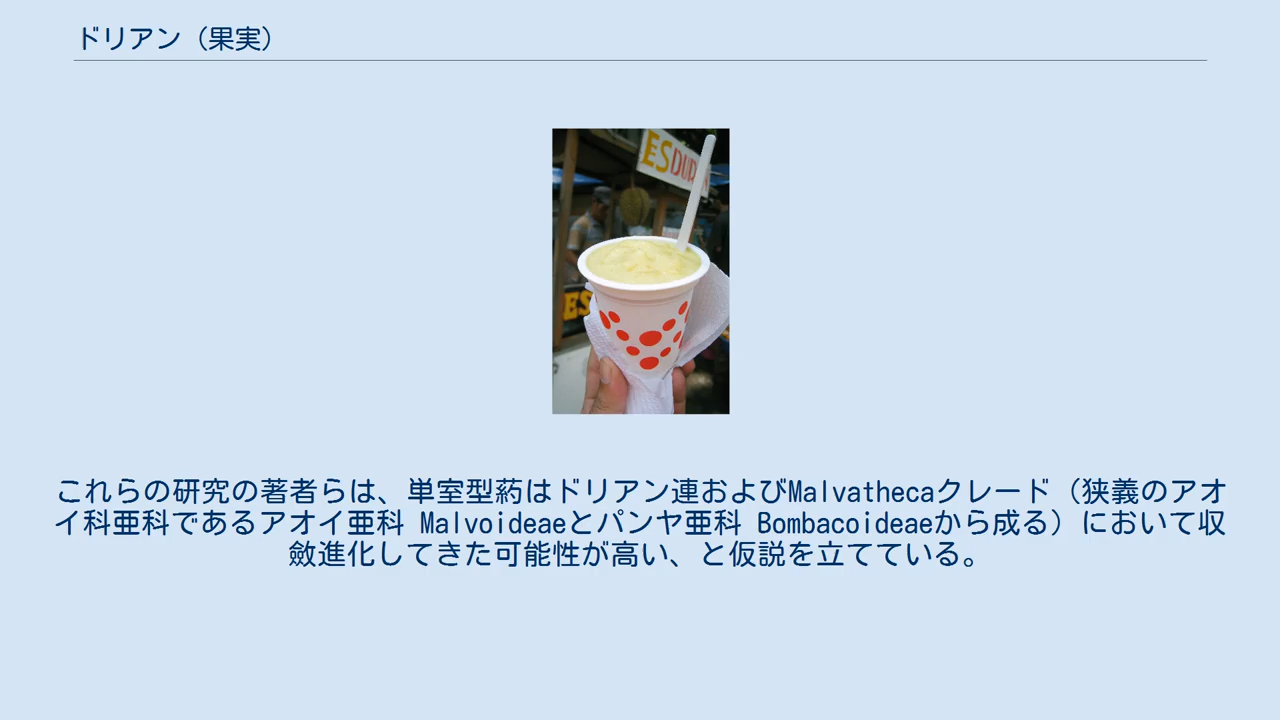 ドリアン（果実）
ES
ES
これらの研究の著者らは、単室型葯はドリアン連およびMalvathecaクレード（狭義のアオ
イ科亜科であるアオイ亜科 Malvoideaeとパンヤ亜科 Bombacoideaeから成る）において収
斂進化してきた可能性が高い、と仮説を立てている。